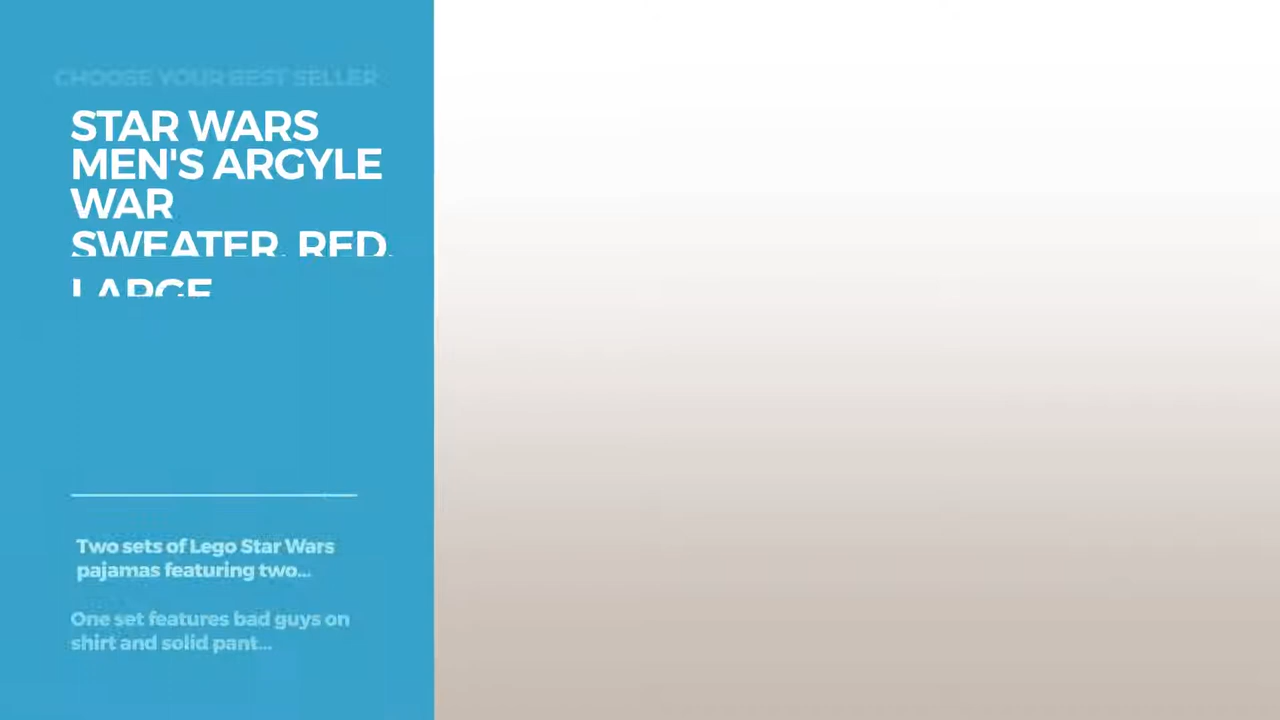 CHOOSE YOUR BEST SELLER
STAR WARS
MEN'S ARGYLE
WAR
SWEATER, RED,
LARGE
Two sets of Lego Star Wars
pajamas featuring two...
One set features bad guys on
shirt and solid pant...